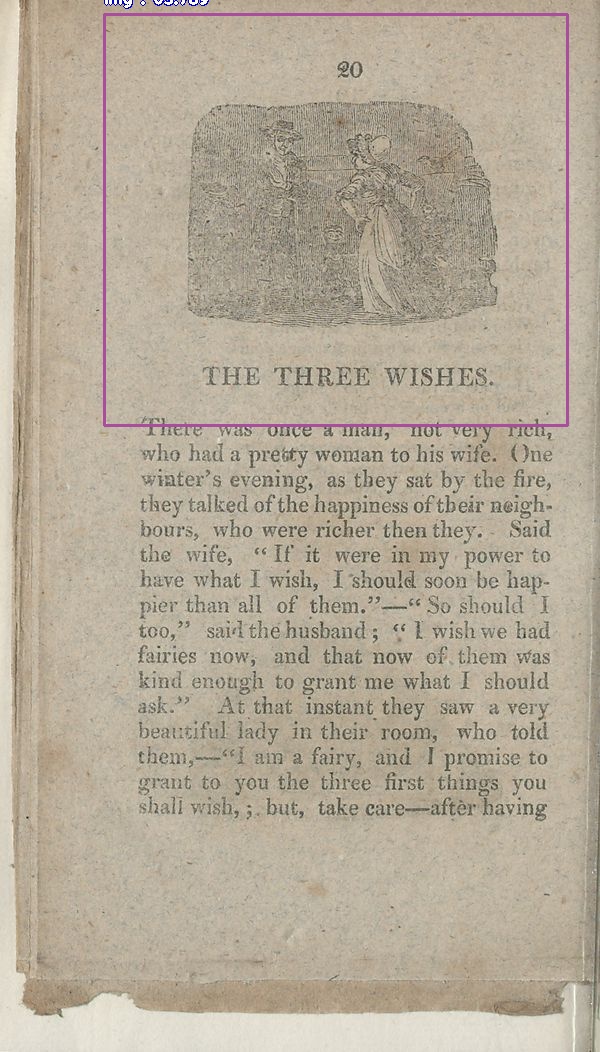 20
THE THREE WISHES.
There was once a man, not very rich,
who had a pretty woman to his wife. One
winter's evening, as they sat by the fire,
they talked of the happiness of their neigh-
bours, who were richer then they. Said
the wife, "If it were in my power to
have what I wish, I should soon be hap-
pier than all of them."—"So should I
too," said the husband; "I wish we had
fairies now, and that now of them was
kind enough to grant me what I should
ask." At that instant they saw a very
beautiful lady in their room, who told
them,—"I am a fairy, and I promise to
grant to you the three first things you
shall wish, ; but, take care—after having